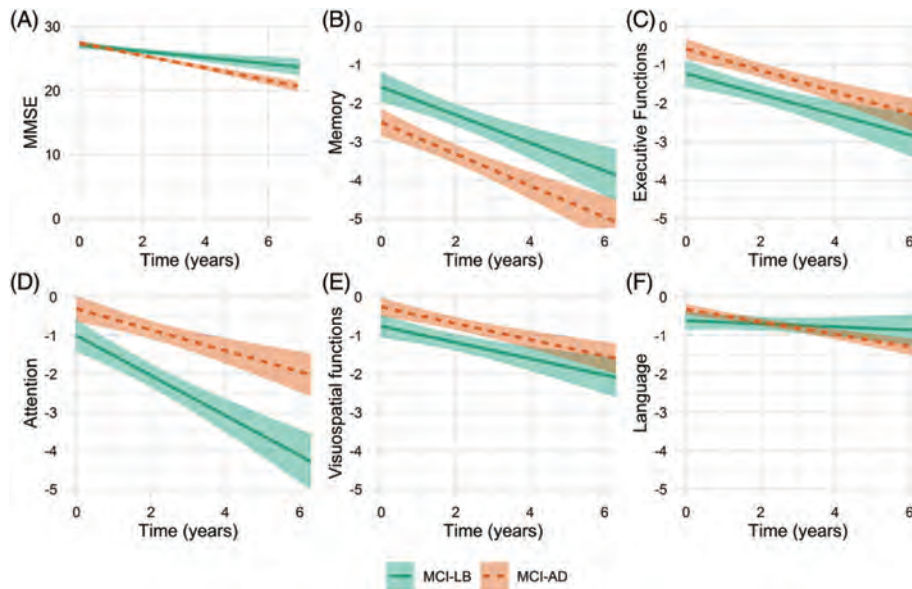 (A)
MMSE
30
20
10
0
0 2 4 6
Time (years)
(B)
Memory
0
-1
-2
-3
-4
-5
0 2 4 6
Time (years)
(C)
Executive Functions
0
-1
-2
-3
-4
-5
0 2 4 6
Time (years)
(D)
Attention
0
-1
-2
-3
-4
-5
0 2 4 6
Time (years)
(E)
Visuospatial functions
0
-1
-2
-3
-4
-5
0 2 4 6
Time (years)
(F)
Language
0
-1
-2
-3
-4
-5
0 2 4 6
Time (years)
MCI-LB MCI-AD